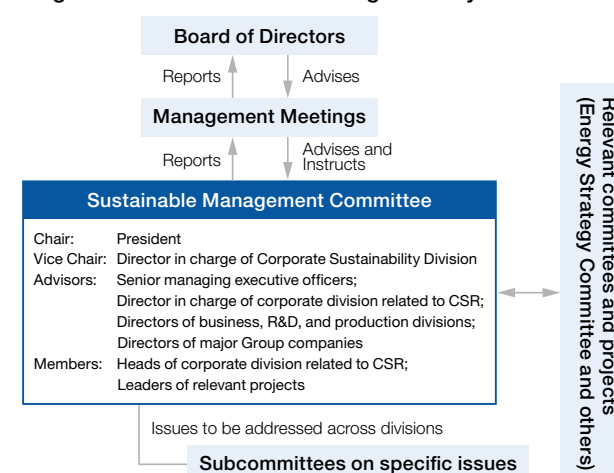 Board of Directors
Reports
Advises
Management Meetings
Reports
Advises and
Instructs
Sustainable Management Committee
Chair: President
Vice Chair: Director in charge of Corporate Sustainability Division
Advisors: Senior managing executive officers;
Director in charge of corporate division related to CSR;
Directors of business, R&D, and production divisions;
Directors of major Group companies
Members: Heads of corporate division related to CSR;
Leaders of relevant projects
Relevant committees and projects
(Energy Strategy Committee and others)
Issues to be addressed across divisions
Subcommittees on specific issues